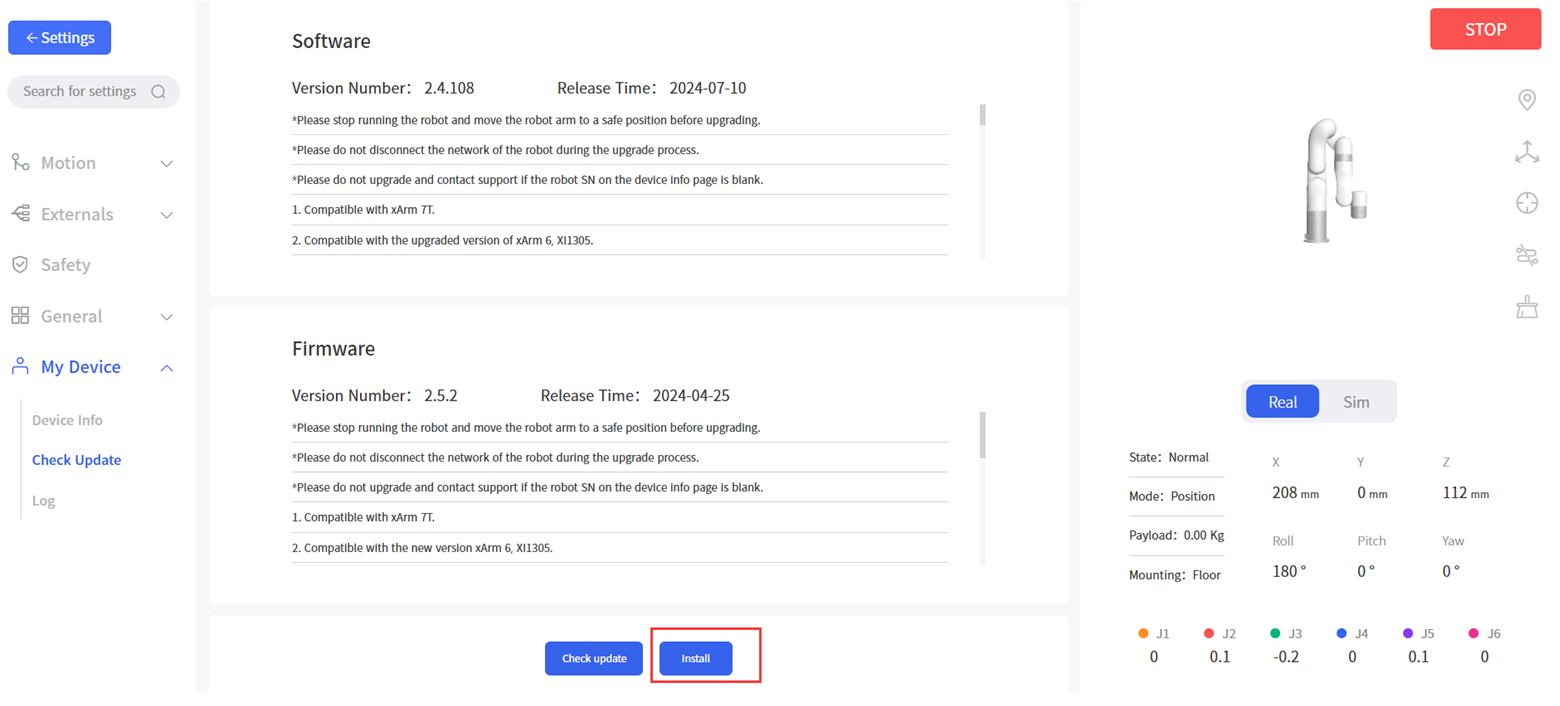 ← Settings
Search for settings
Motion
Externals
Safety
General
My Device
Device Info
Check Update
Log
Software
Version Number： 2.4.108 Release Time： 2024-07-10
*Please stop running the robot and move the robot arm to a safe position before upgrading.
*Please do not disconnect the network of the robot during the upgrade process.
*Please do not upgrade and contact support if the robot SN on the device info page is blank.
1. Compatible with xArm 7T.
2. Compatible with the upgraded version of xArm 6, XI1305.
Firmware
Version Number： 2.5.2 Release Time： 2024-04-25
*Please stop running the robot and move the robot arm to a safe position before upgrading.
*Please do not disconnect the network of the robot during the upgrade process.
*Please do not upgrade and contact support if the robot SN on the device info page is blank.
1. Compatible with xArm 7T.
2. Compatible with the new version xArm 6, XI1305.
Check update Install
STOP
Real Sim
State：Normal
Mode：Position
Payload：0.00 Kg
Mounting：Floor
X Y Z
208 mm 0 mm 112 mm
Roll Pitch Yaw
180 ° 0 ° 0 °
J1 J2 J3 J4 J5 J6
0 0.1 -0.2 0 0.1 0